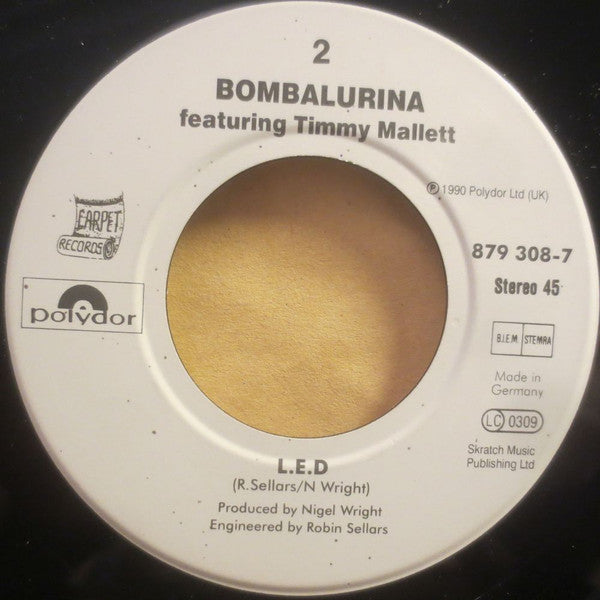 2
BOMBALURINA
featuring Timmy Mallett
℗ 1990 Polydor Ltd (UK)
CARPET
RECORDS
879 308-7
Stereo 45
polydor
B.I.E.M. STEMRA
Made in
Germany
LC 0309
Skratch Music
Publishing Ltd
L.E.D
(R.Sellars/N Wright)
Produced by Nigel Wright
Engineered by Robin Sellars